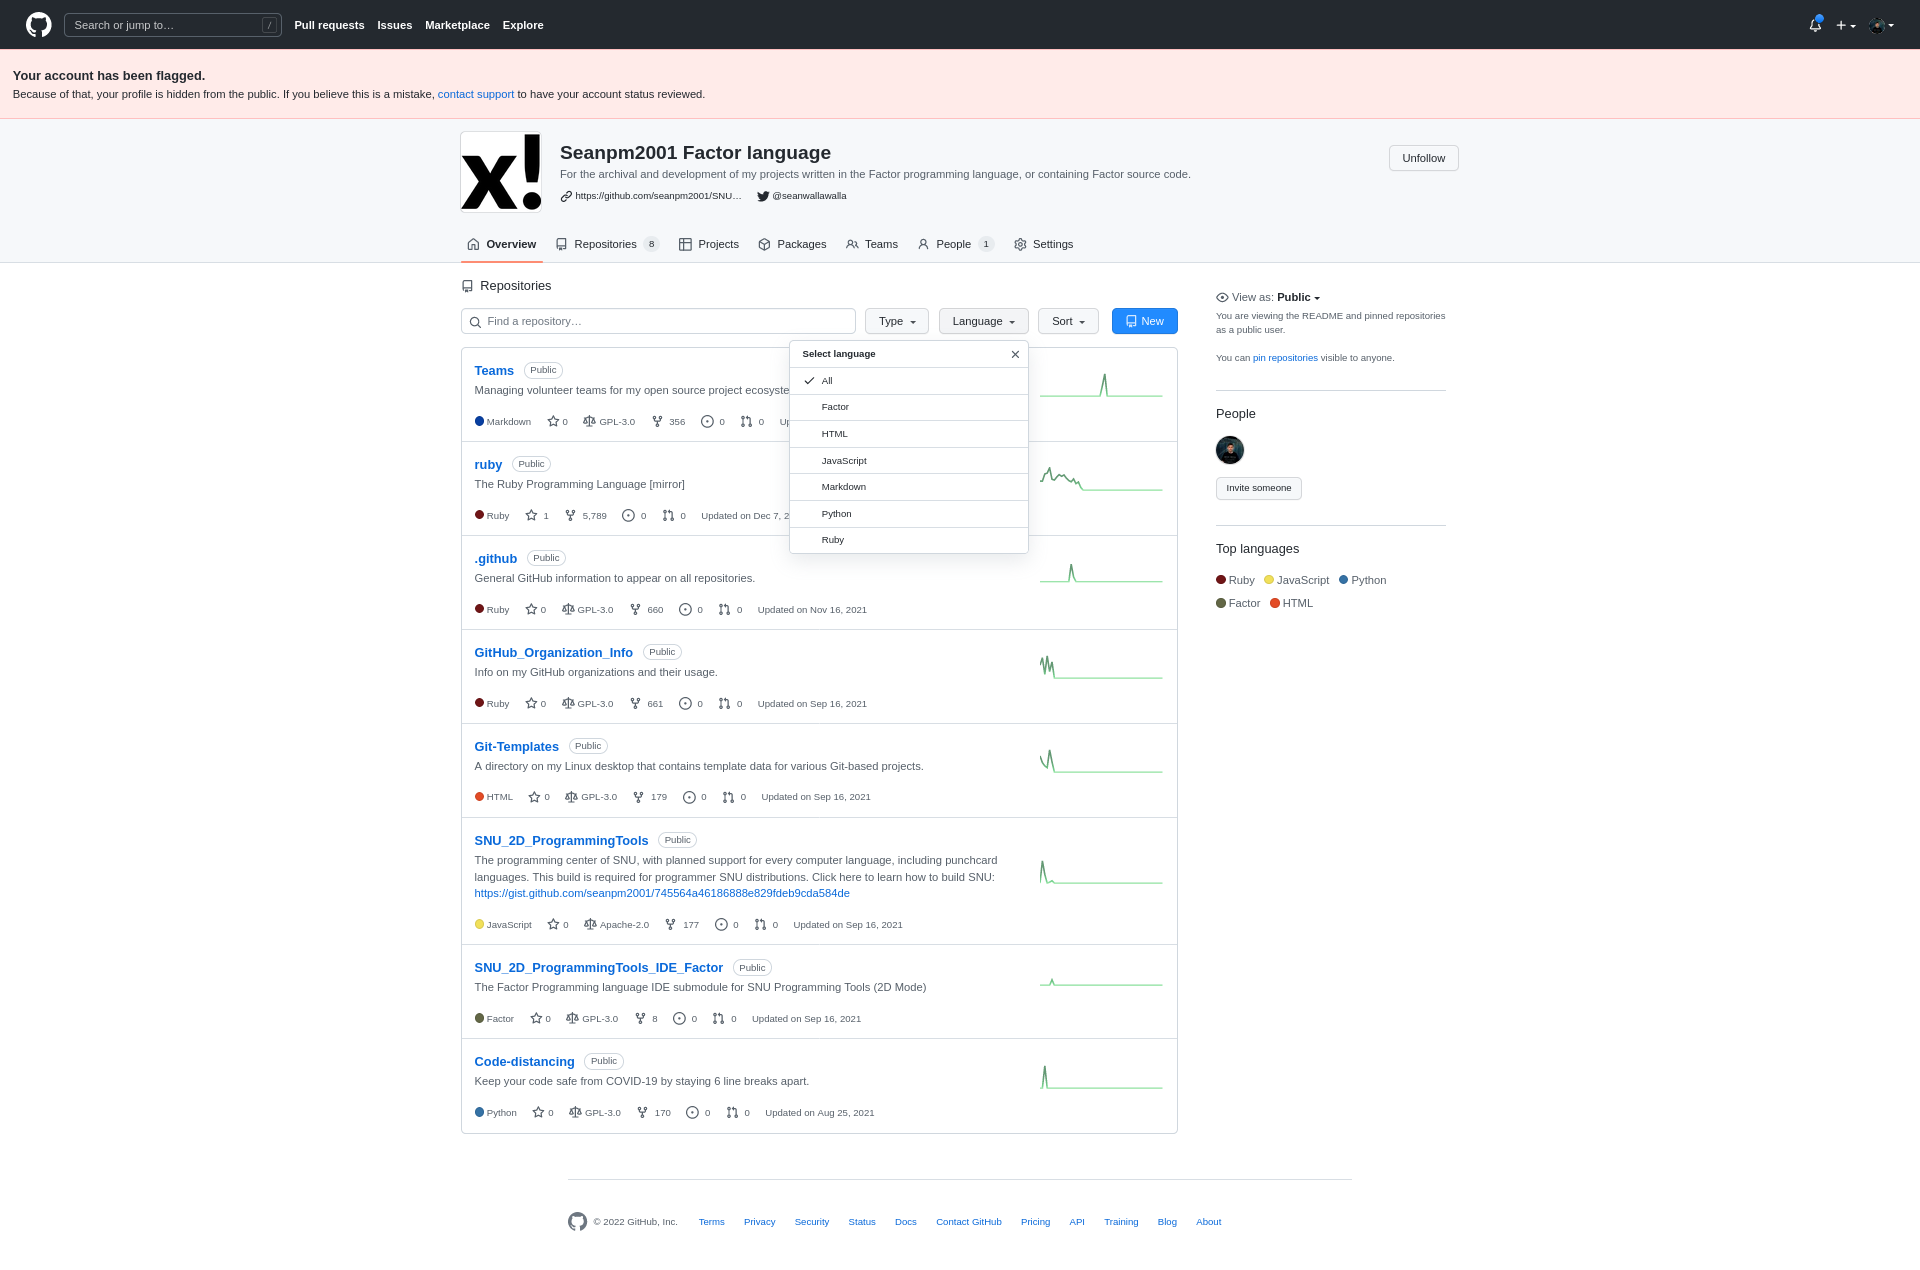 Search or jump to…
/
Pull requests
Issues
Marketplace
Explore
Your account has been flagged.
Because of that, your profile is hidden from the public. If you believe this is a mistake, contact support to have your account status reviewed.
x!
Seanpm2001 Factor language
For the archival and development of my projects written in the Factor programming language, or containing Factor source code.
https://github.com/seanpm2001/SNU…
@seanwallawalla
Unfollow
Overview
Repositories 8
Projects
Packages
Teams
People 1
Settings
Repositories
Find a repository…
Type
Language
Sort
New
Select language
All
Factor
HTML
JavaScript
Markdown
Python
Ruby
Teams Public
Managing volunteer teams for my open source project ecosyste
Markdown 0 GPL-3.0 356 0 0 Up
ruby Public
The Ruby Programming Language [mirror]
Ruby 1 5,789 0 0 Updated on Dec 7, 2
.github Public
General GitHub information to appear on all repositories.
Ruby 0 GPL-3.0 660 0 0 Updated on Nov 16, 2021
GitHub_Organization_Info Public
Info on my GitHub organizations and their usage.
Ruby 0 GPL-3.0 661 0 0 Updated on Sep 16, 2021
Git-Templates Public
A directory on my Linux desktop that contains template data for various Git-based projects.
HTML 0 GPL-3.0 179 0 0 Updated on Sep 16, 2021
SNU_2D_ProgrammingTools Public
The programming center of SNU, with planned support for every computer language, including punchcard
languages. This build is required for programmer SNU distributions. Click here to learn how to build SNU:
https://gist.github.com/seanpm2001/745564a46186888e829fdeb9cda584de
JavaScript 0 Apache-2.0 177 0 0 Updated on Sep 16, 2021
SNU_2D_ProgrammingTools_IDE_Factor Public
The Factor Programming language IDE submodule for SNU Programming Tools (2D Mode)
Factor 0 GPL-3.0 8 0 0 Updated on Sep 16, 2021
Code-distancing Public
Keep your code safe from COVID-19 by staying 6 line breaks apart.
Python 0 GPL-3.0 170 0 0 Updated on Aug 25, 2021
View as: Public
You are viewing the README and pinned repositories
as a public user.
You can pin repositories visible to anyone.
People
Invite someone
Top languages
Ruby JavaScript Python
Factor HTML
© 2022 GitHub, Inc.
Terms
Privacy
Security
Status
Docs
Contact GitHub
Pricing
API
Training
Blog
About